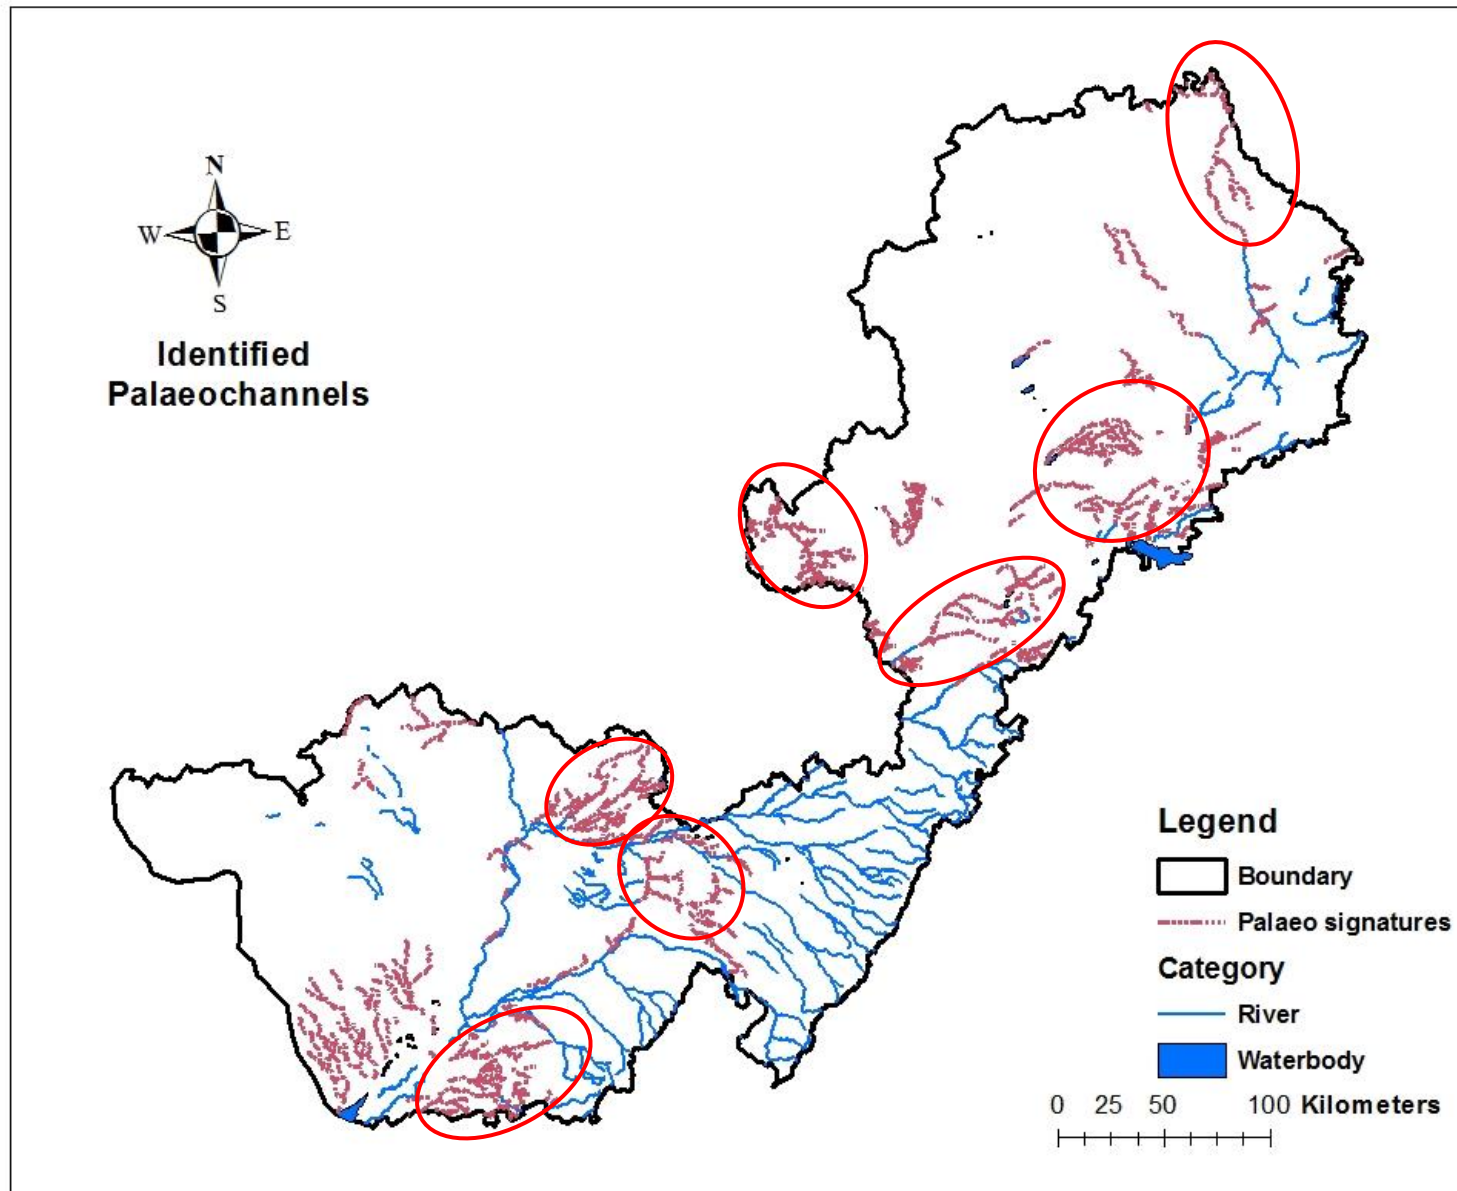 N
W E
S
Identified
Palaeochannels
Legend
Boundary
Palaeo signatures
Category
River
Waterbody
0 25 50 100 Kilometers